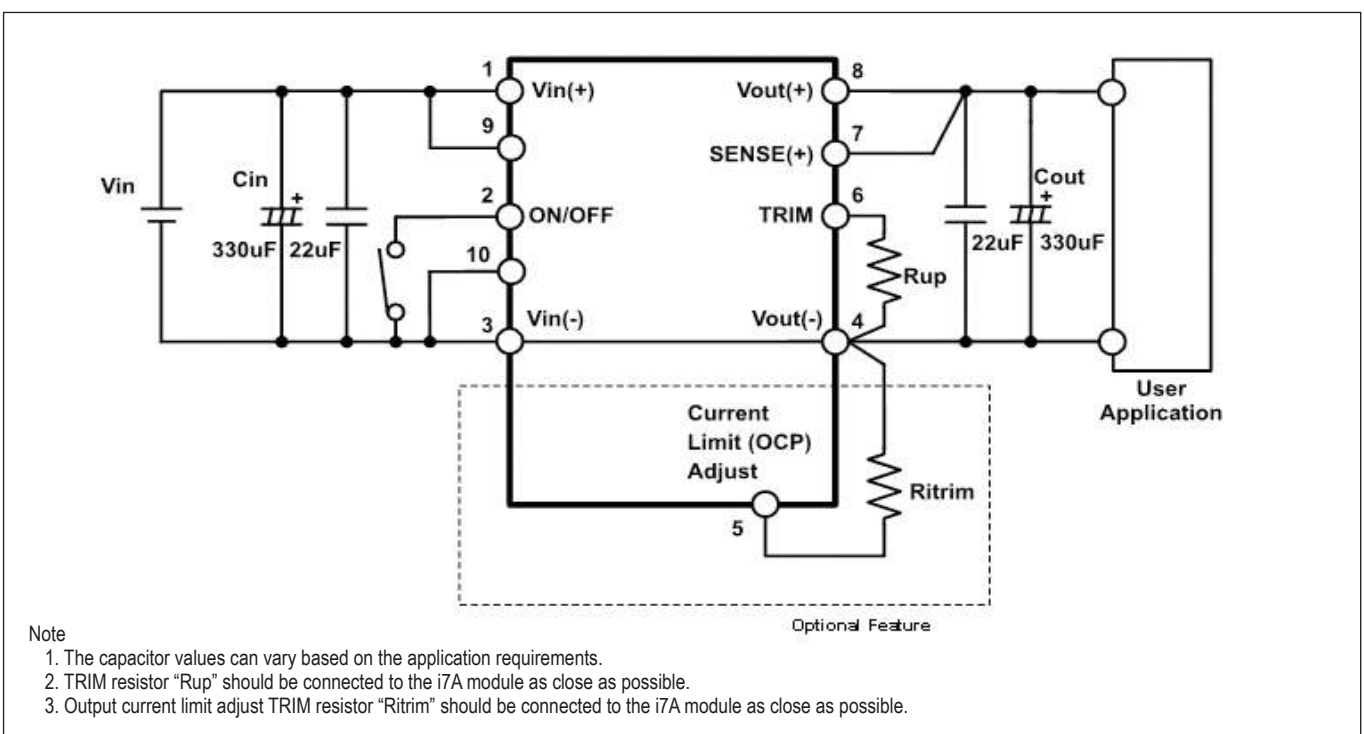 1
8
Vin(+)
Vout(+)
9
7
SENSE(+)
Vin
Cin
+
2
ON/OFF
TRIM
6
Cout
+
330uF
22uF
10
Rup
22uF
330uF
3
Vin(-)
Vout(-)
4
User
Application
Current
Limit (OCP)
Adjust
Ritrim
5
Optional Feature
Note
1. The capacitor values can vary based on the application requirements.
2. TRIM resistor “Rup” should be connected to the i7A module as close as possible.
3. Output current limit adjust TRIM resistor “Ritrim” should be connected to the i7A module as close as possible.